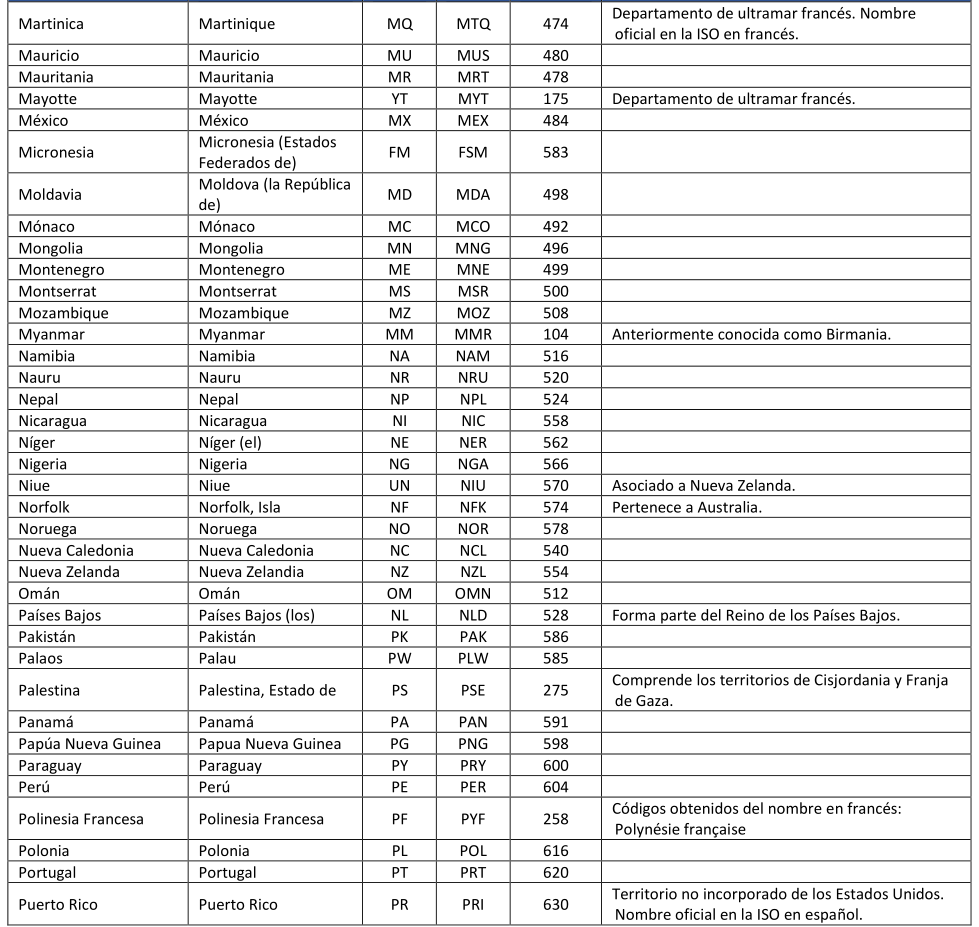 Martinica Martinique MQ MTQ 474 Departamento de ultramar francés. Nombre
oficial en la ISO en francés.
Mauricio Mauricio MU MUS 480
Mauritania Mauritania MR MRT 478
Mayotte Mayotte YT MYT 175 Departamento de ultramar francés.
México México MX MEX 484
Micronesia Micronesia (Estados
Federados de) FM FSM 583
Moldavia Moldova (la República
de) MD MDA 498
Mónaco Mónaco MC MCO 492
Mongolia Mongolia MN MNG 496
Montenegro Montenegro ME MNE 499
Montserrat Montserrat MS MSR 500
Mozambique Mozambique MZ MOZ 508
Myanmar Myanmar MM MMR 104 Anteriormente conocida como Birmania.
Namibia Namibia NA NAM 516
Nauru Nauru NR NRU 520
Nepal Nepal NP NPL 524
Nicaragua Nicaragua NI NIC 558
Níger Níger (el) NE NER 562
Nigeria Nigeria NG NGA 566
Niue Niue UN NIU 570 Asociado a Nueva Zelanda.
Norfolk Norfolk, Isla NF NFK 574 Pertenece a Australia.
Noruega Noruega NO NOR 578
Nueva Caledonia Nueva Caledonia NC NCL 540
Nueva Zelanda Nueva Zelandia NZ NZL 554
Omán Omán OM OMN 512
Países Bajos Países Bajos (los) NL NLD 528 Forma parte del Reino de los Países Bajos.
Pakistán Pakistán PK PAK 586
Palaos Palau PW PLW 585
Palestina Palestina, Estado de PS PSE 275 Comprende los territorios de Cisjordania y Franja
de Gaza.
Panamá Panamá PA PAN 591
Papúa Nueva Guinea Papua Nueva Guinea PG PNG 598
Paraguay Paraguay PY PRY 600
Perú Perú PE PER 604
Polinesia Francesa Polinesia Francesa PF PYF 258 Códigos obtenidos del nombre en francés:
Polynésie française
Polonia Polonia PL POL 616
Portugal Portugal PT PRT 620
Puerto Rico Puerto Rico PR PRI 630 Territorio no incorporado de los Estados Unidos.
Nombre oficial en la ISO en español.